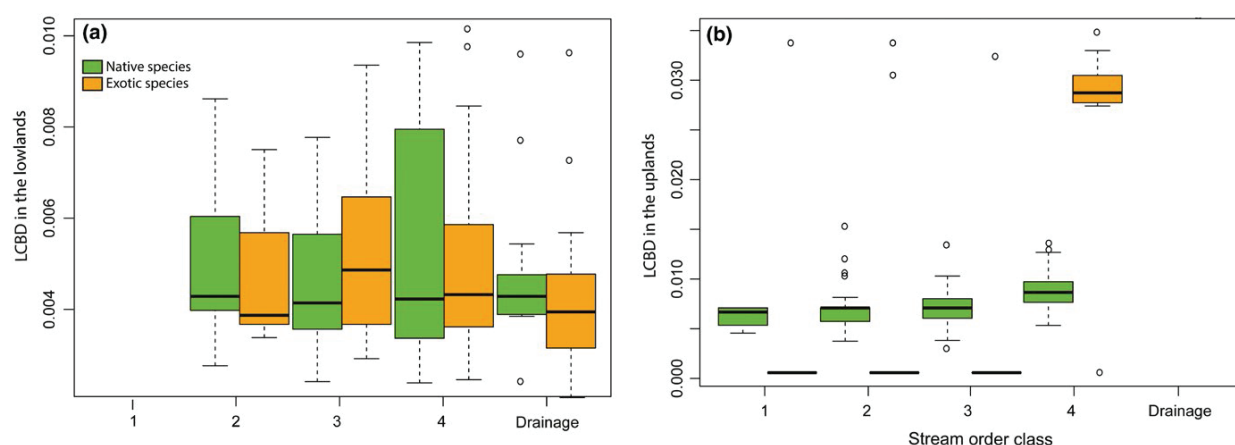 (a)
Native species
Exotic species
LCBD in the lowlands
0.004 0.006 0.008 0.010
1 2 3 4 Drainage
(b)
LCBD in the uplands
0.000 0.010 0.020 0.030
1 2 3 4 Drainage
Stream order class